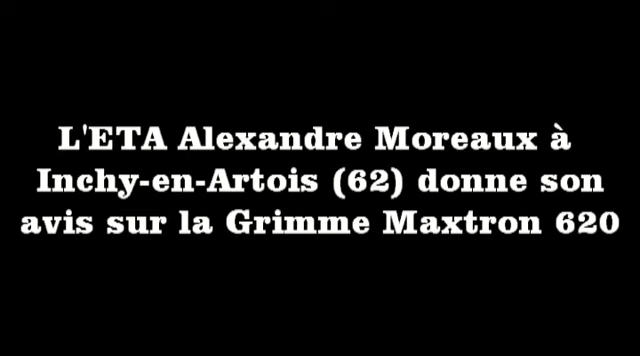 L'ETA Alexandre Moreaux à
Inchy-en-Artois (62) donne son
avis sur la Grimme Maxtron 620